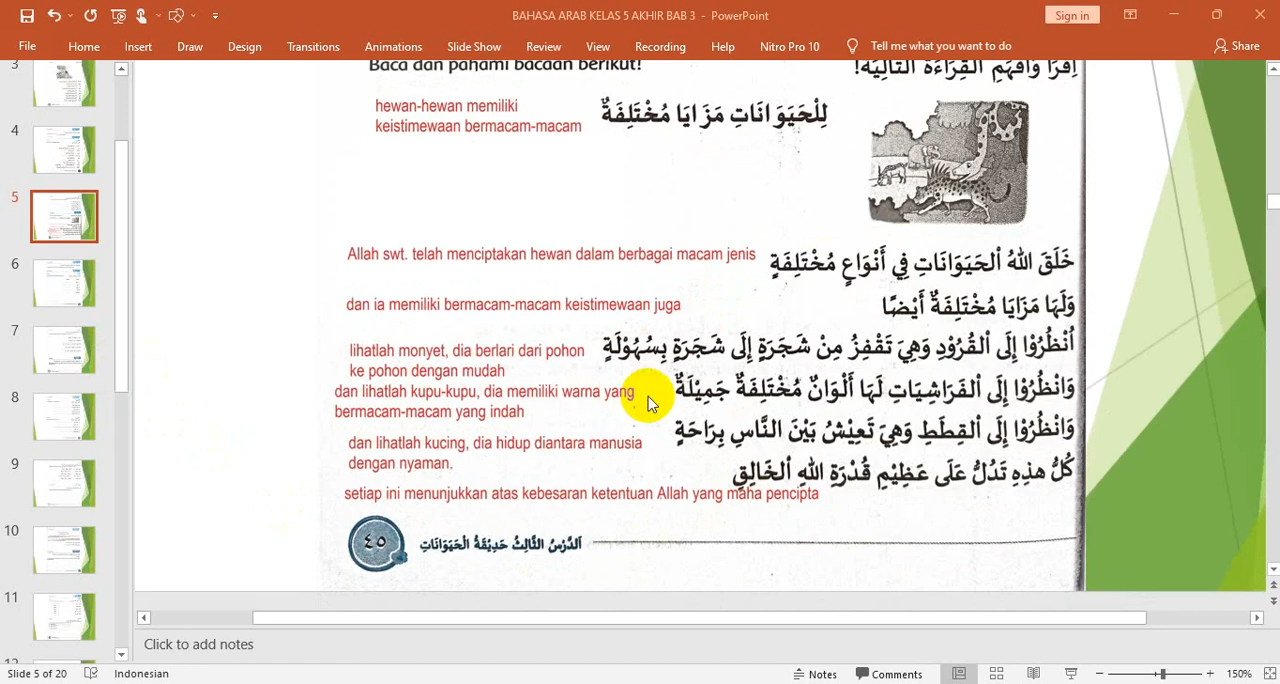 BAHASA ARAB KELAS 5 AKHIR BAB 3 - PowerPoint
Sign in
File Home Insert Draw Design Transitions Animations Slide Show Review View Recording Help Nitro Pro 10 Tell me what you want to do Share
Baca dan pahami bacaan berikut!
اِقْرَأْ وَافْهَمِ الْقِرَاءَةَ التَّالِيَةَ!
hewan-hewan memiliki
keistimewaan bermacam-macam
لِلْحَيَوَانَاتِ مَزَايَا مُخْتَلِفَةٌ
Allah swt. telah menciptakan hewan dalam berbagai macam jenis
خَلَقَ اللهُ الْحَيَوَانَاتِ فِي أَنْوَاعٍ مُخْتَلِفَةٍ
dan ia memiliki bermacam-macam keistimewaan juga
وَلَهَا مَزَايَا مُخْتَلِفَةٌ أَيْضًا
lihatlah monyet, dia berlari dari pohon
ke pohon dengan mudah
أُنْظُرُوْا إِلَى الْقُرُوْدِ وَهِيَ تَقْفِزُ مِنْ شَجَرَةٍ إِلَى شَجَرَةٍ بِسُهُوْلَةٍ
dan lihatlah kupu-kupu, dia memiliki warna yang
bermacam-macam yang indah
وَانْظُرُوْا إِلَى الْفَرَاشِيَاتِ لَهَا أَلْوَانٌ مُخْتَلِفَةٌ جَمِيْلَةٌ
dan lihatlah kucing, dia hidup diantara manusia
dengan nyaman.
وَانْظُرُوْا إِلَى الْقِطَطِ وَهِيَ تَعِيْشُ بَيْنَ النَّاسِ بِرَاحَةٍ
كُلُّ هذِهِ تَدُلُّ عَلَى عَظِيْمِ قُدْرَةِ اللهِ الْخَالِقِ
setiap ini menunjukkan atas kebesaran ketentuan Allah yang maha pencipta
٤٥
اَلدَّرْسُ الثَّالِثُ حَدِيْقَةُ الْحَيَوَانَاتِ
3
4
5
6
7
8
9
10
11
Click to add notes
Slide 5 of 20 Indonesian Notes Comments 150%